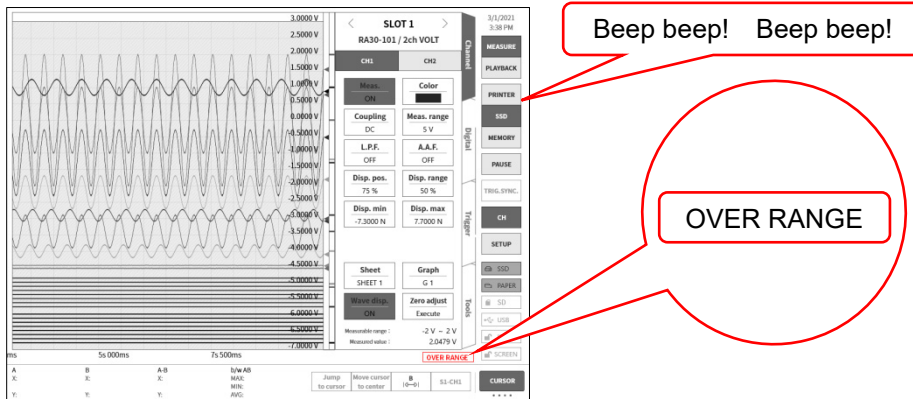 3.0000 V
2.5000 V
2.0000 V
1.5000 V
1.0000 V
0.5000 V
0.0000 V
-0.5000 V
-1.0000 V
-1.5000 V
-2.0000 V
-2.5000 V
-3.0000 V
-3.5000 V
-4.0000 V
-4.5000 V
-5.0000 V
-5.5000 V
-6.0000 V
-6.5000 V
-7.0000 V
ms 5s000ms 7s500ms
SLOT 1
RA30-101 / 2ch VOLT
CH1 CH2
Meas. Color
ON
Coupling Meas. range
DC 5 V
L.P.F. A.A.F.
OFF OFF
Disp. pos. Disp. range
75 % 50 %
Disp. min Disp. max
-7.3000 N 7.7000 N
Sheet Graph
SHEET 1 G 1
Wave disp. Zero adjust
ON Execute
Measurable range : -2 V ~ 2 V
Measured value : 2.0479 V
OVER RANGE
Channel
Digital
Trigger
Tools
3/1/2021
3:38 PM
MEASURE
PLAYBACK
PRINTER
SSD
MEMORY
PAUSE
TRIG.SYNC.
CH
SETUP
SSD
PAPER
SD
USB
SCREEN
A B A-B b/w AB
X: X: X: MAX:
MIN:
Y: Y: Y: AVG:
Jump to cursor
Move cursor to center
B
S1-CH1
CURSOR
Beep beep! Beep beep!
OVER RANGE